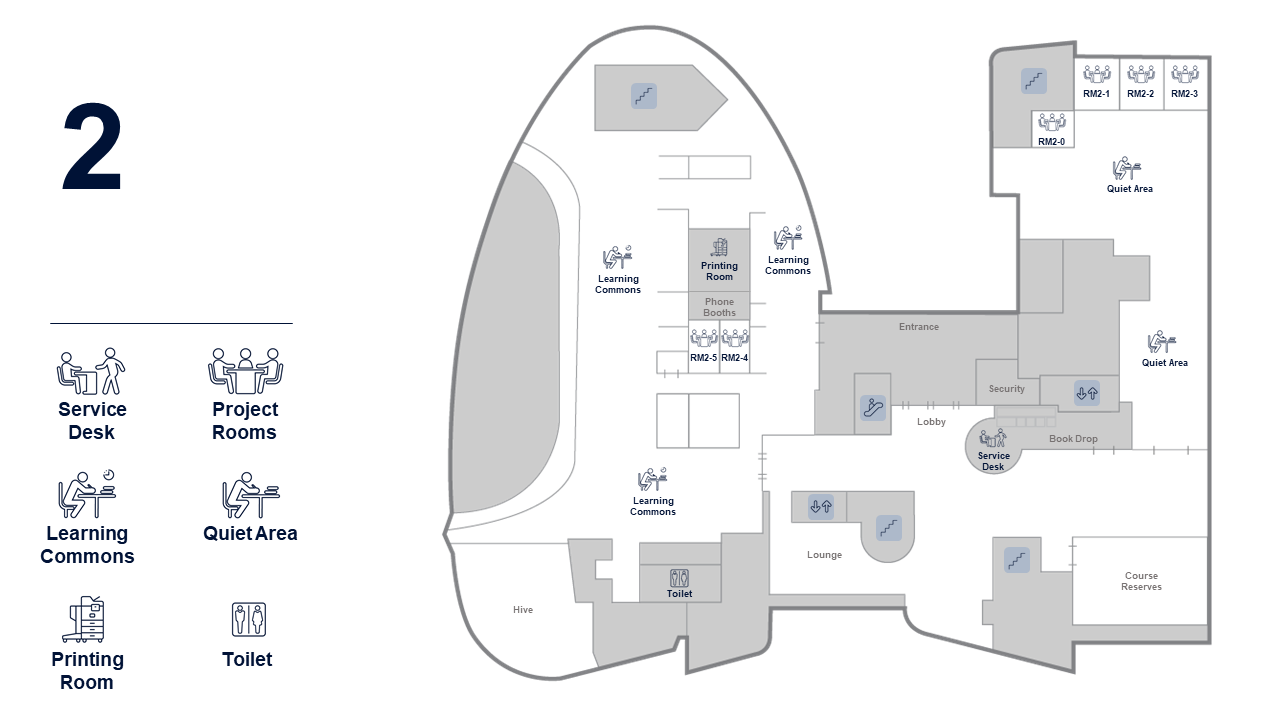 2
Service
Desk
Project
Rooms
Learning
Commons
Quiet Area
Printing
Room
Toilet
RM2-1
RM2-2
RM2-3
RM2-0
Quiet Area
Learning
Commons
Printing
Room
Learning
Commons
Phone
Booths
RM2-5
RM2-4
Entrance
Quiet Area
Security
Lobby
Book Drop
Service
Desk
Learning
Commons
Lounge
Toilet
Hive
Course
Reserves